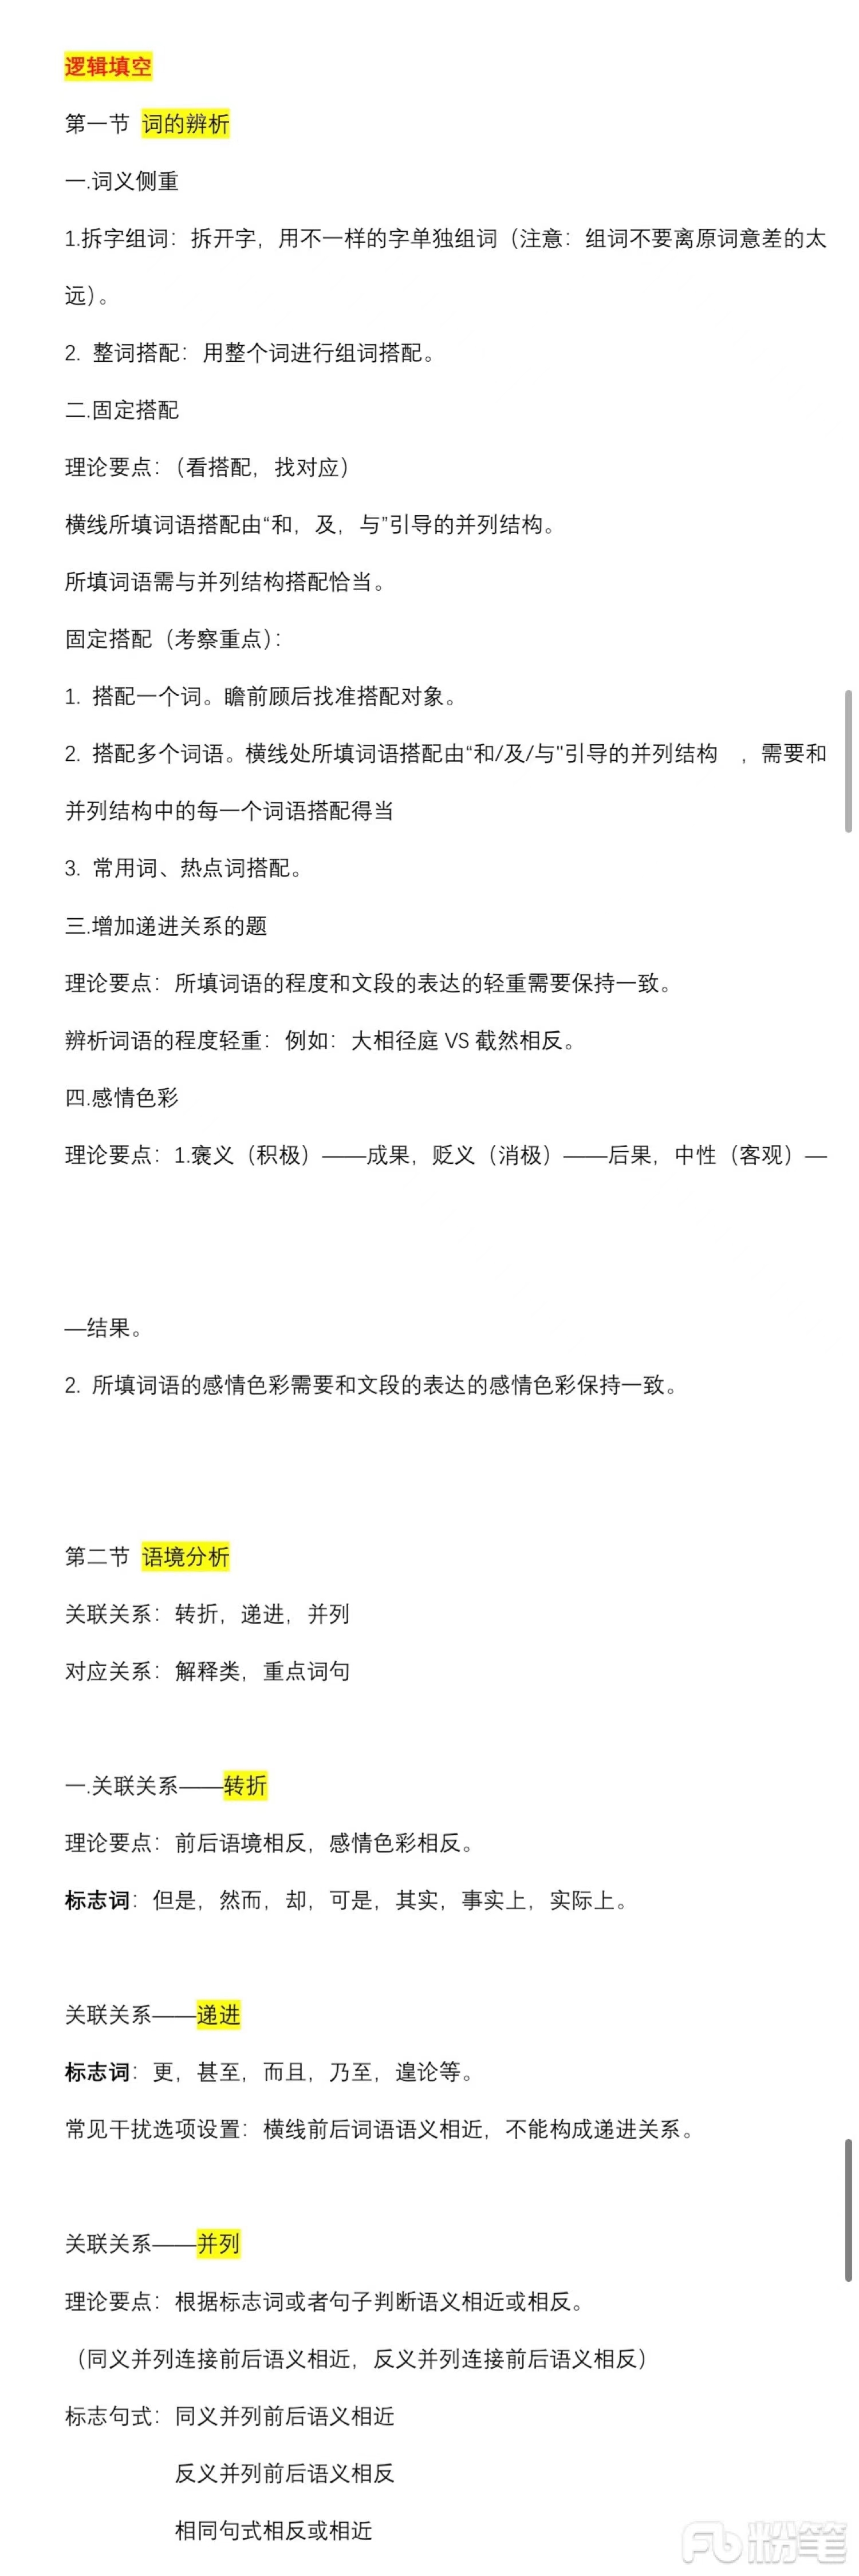 逻辑填空
第一节 词的辨析
一.词义侧重
1.拆字组词：拆开字，用不一样的字单独组词（注意：组词不要离原词意差的太
远）。
2. 整词搭配：用整个词进行组词搭配。
二.固定搭配
理论要点：（看搭配，找对应）
横线所填词语搭配由“和，及，与”引导的并列结构。
所填词语需与并列结构搭配恰当。
固定搭配（考察重点）：
1. 搭配一个词。瞻前顾后找准搭配对象。
2. 搭配多个词语。横线处所填词语搭配由“和/及/与"引导的并列结构 ，需要和
并列结构中的每一个词语搭配得当
3. 常用词、热点词搭配。
三.增加递进关系的题
理论要点：所填词语的程度和文段的表达的轻重需要保持一致。
辨析词语的程度轻重：例如：大相径庭 VS 截然相反。
四.感情色彩
理论要点：1.褒义（积极）——成果，贬义（消极）——后果，中性（客观）—
—结果。
2. 所填词语的感情色彩需要和文段的表达的感情色彩保持一致。
第二节 语境分析
关联关系：转折，递进，并列
对应关系：解释类，重点词句
一.关联关系——转折
理论要点：前后语境相反，感情色彩相反。
标志词：但是，然而，却，可是，其实，事实上，实际上。
关联关系——递进
标志词：更，甚至，而且，乃至，遑论等。
常见干扰选项设置：横线前后词语语义相近，不能构成递进关系。
关联关系——并列
理论要点：根据标志词或者句子判断语义相近或相反。
（同义并列连接前后语义相近，反义并列连接前后语义相反）
标志句式：同义并列前后语义相近
反义并列前后语义相反
相同句式相反或相近
粉笔